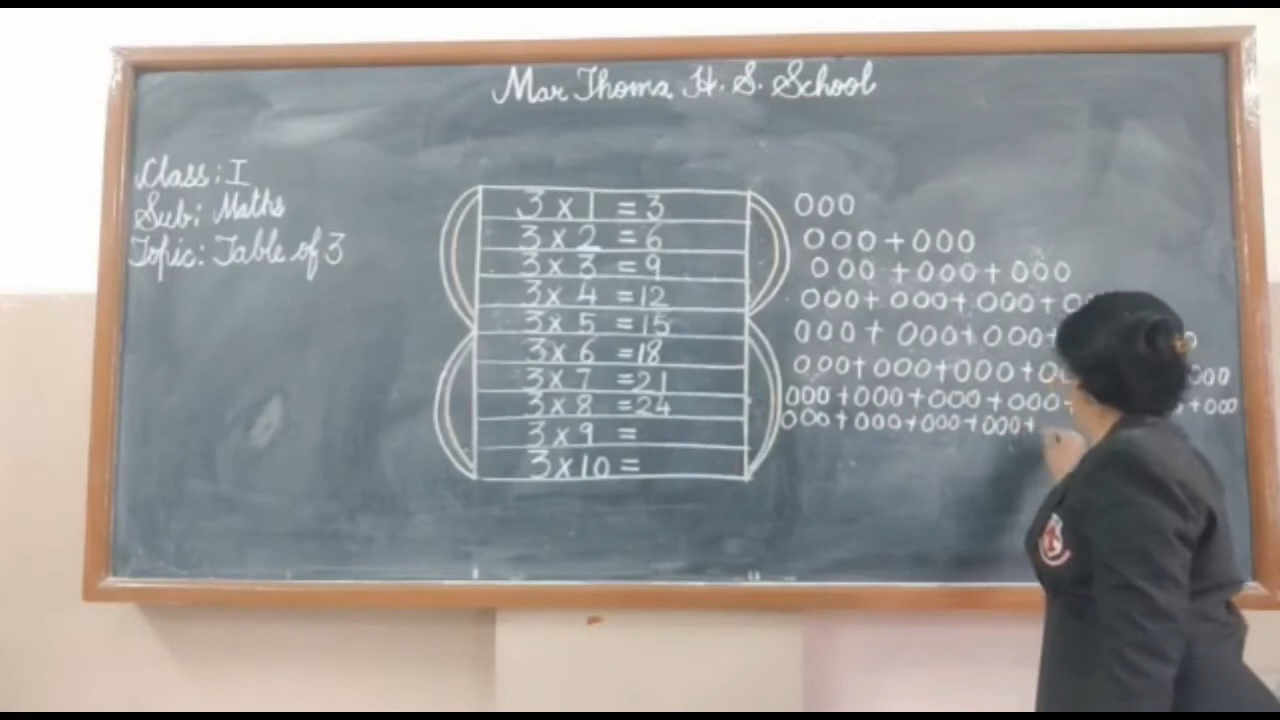 Mar Thoma H. S. School
Class: I
Sub: Maths
Topic: Table of 3
3 x 1 = 3
3 x 2 = 6
3 x 3 = 9
3 x 4 = 12
3 x 5 = 15
3 x 6 = 18
3 x 7 = 21
3 x 8 = 24
3 x 9 =
3 x 10 =
000
000 + 000
000 + 000 + 000
000 + 000 + 000 + 0
000 + 000 + 000 + 0
000 + 000 + 000 + 0 000
000 + 000 + 000 + 000 + + 000
000 + 000 + 000 + 000 +